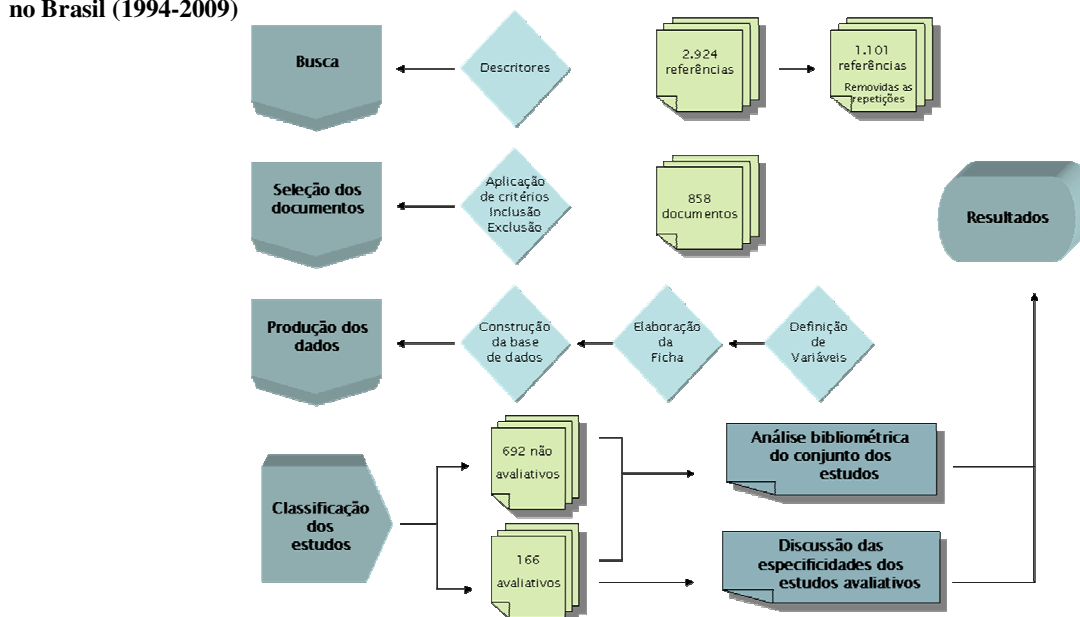 no Brasil (1994-2009)
Busca
Descritores
2.924
referências
1.101
referências
Removidas as
repetições
Seleção dos
documentos
Aplicação
de critérios
Inclusão
Exclusão
858
documentos
Resultados
Produção dos
dados
Construção
da base
de dados
Elaboração
da
Ficha
Definição
de
Variáveis
Classificação
dos
estudos
692 não
avaliativos
166
avaliativos
Análise bibliométrica
do conjunto dos
estudos
Discussão das
especificidades dos
estudos avaliativos